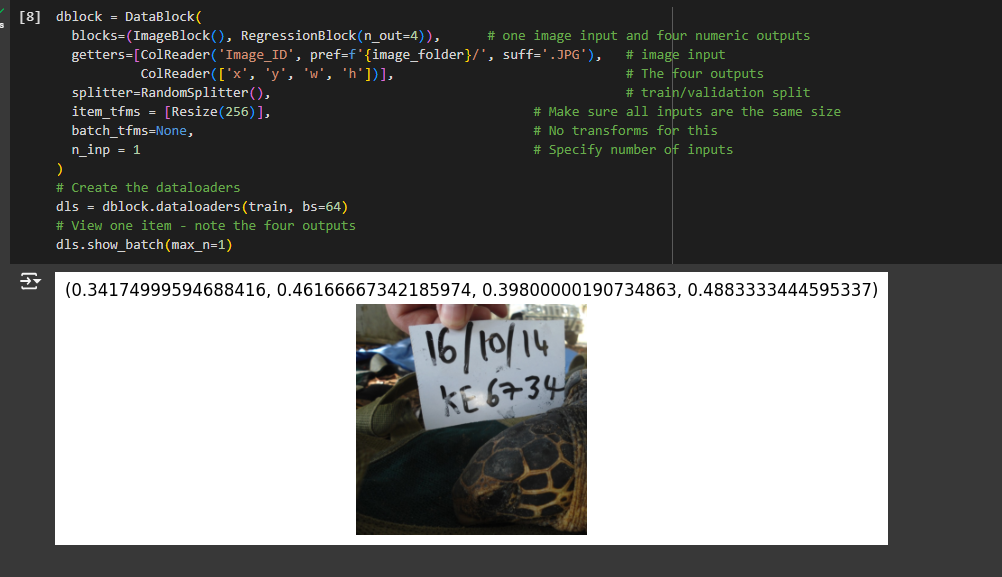 [8] dblock = DataBlock(
blocks=(ImageBlock(), RegressionBlock(n_out=4)), # one image input and four numeric outputs
getters=[ColReader('Image_ID', pref=f'{image_folder}/', suff='.JPG'), # image input
ColReader(['x', 'y', 'w', 'h'])], # The four outputs
splitter=RandomSplitter(), # train/validation split
item_tfms = [Resize(256)], # Make sure all inputs are the same size
batch_tfms=None, # No transforms for this
n_inp = 1 # Specify number of inputs
)
# Create the dataloaders
dls = dblock.dataloaders(train, bs=64)
# View one item - note the four outputs
dls.show_batch(max_n=1)
(0.34174999594688416, 0.46166667342185974, 0.39800000190734863, 0.4883333444595337)
16/10/14
KE 6734